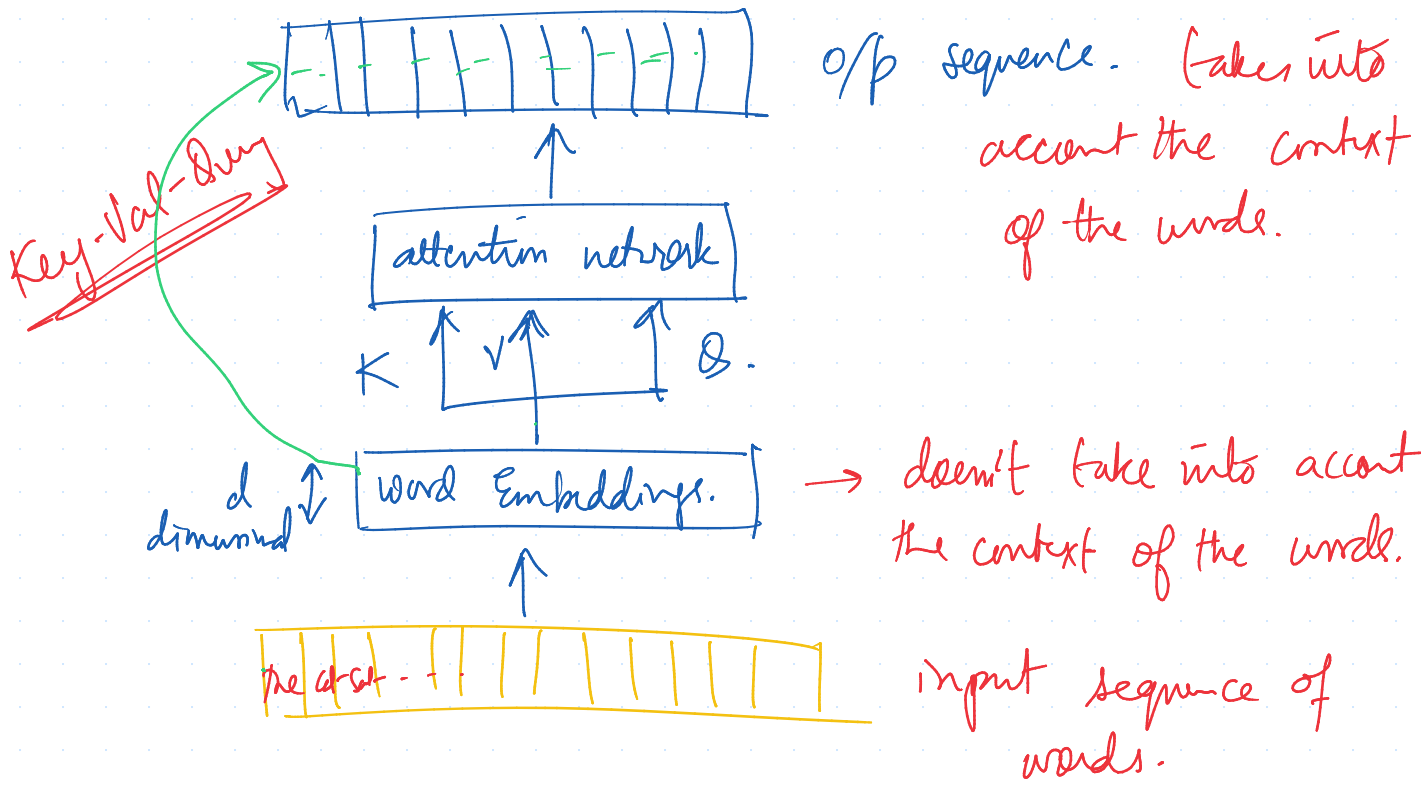 o/p sequence. (takes into
account the context
of the words.
Key-Val-Query
attention network
K V Q.
d
dimensional
word Embeddings.
→ doesn't take into account
the context of the words.
the cat sat - - -
input sequence of
words.